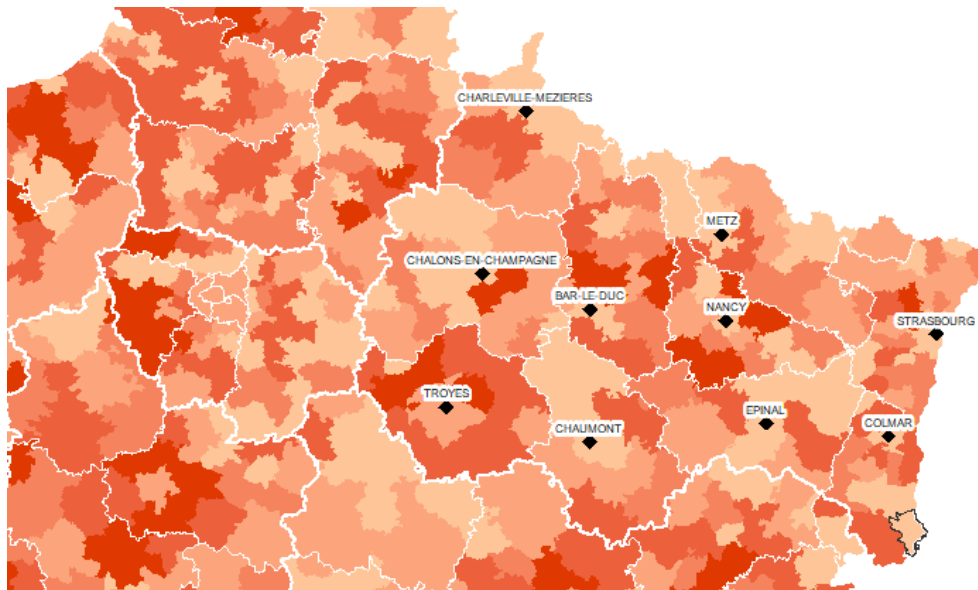 CHARLEVILLE-MEZIERES
METZ
CHALONS-EN-CHAMPAGNE
BAR-LE-DUC
NANCY
STRASBOURG
TROYES
CHAUMONT
EPINAL
COLMAR